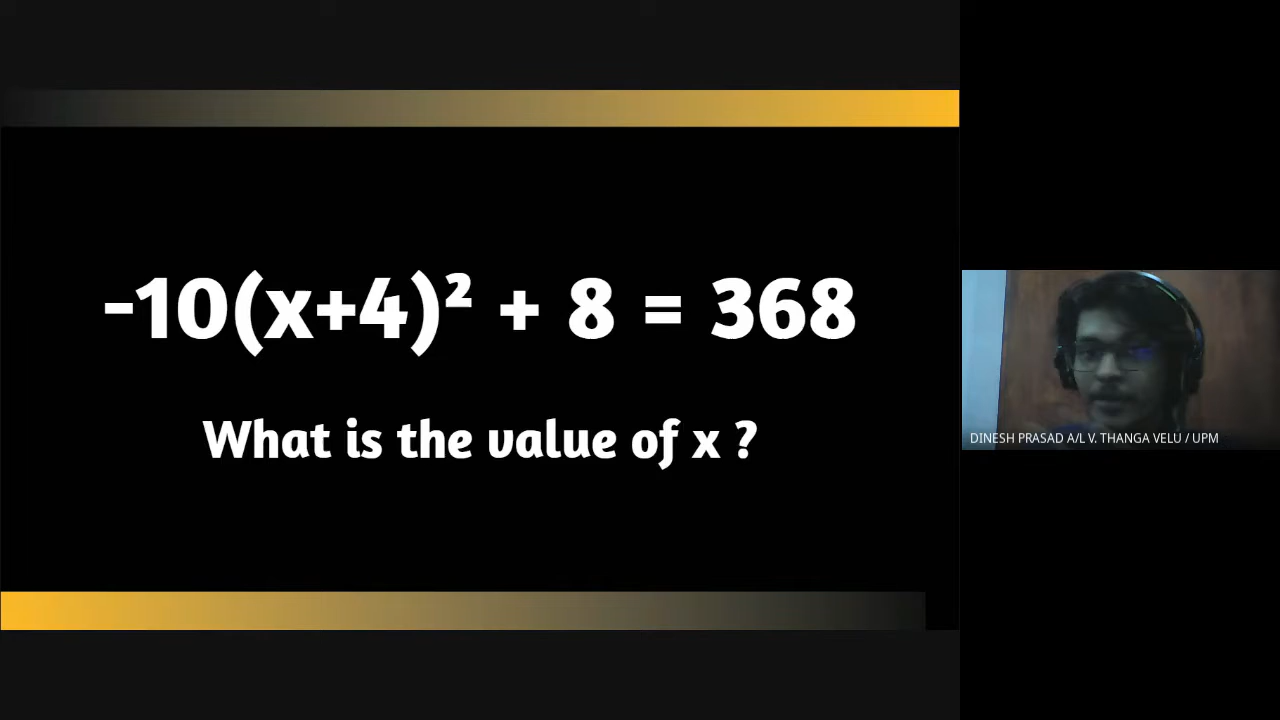 -10(x+4)² + 8 = 368
What is the value of x ?
DINESH PRASAD A/L V. THANGA VELU / UPM